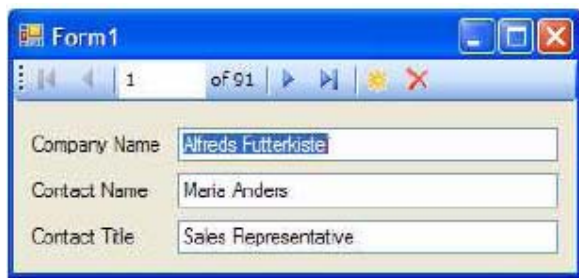 Form1
1 of 91
Company Name Alfreds Futterkiste
Contact Name Maria Anders
Contact Title Sales Representative